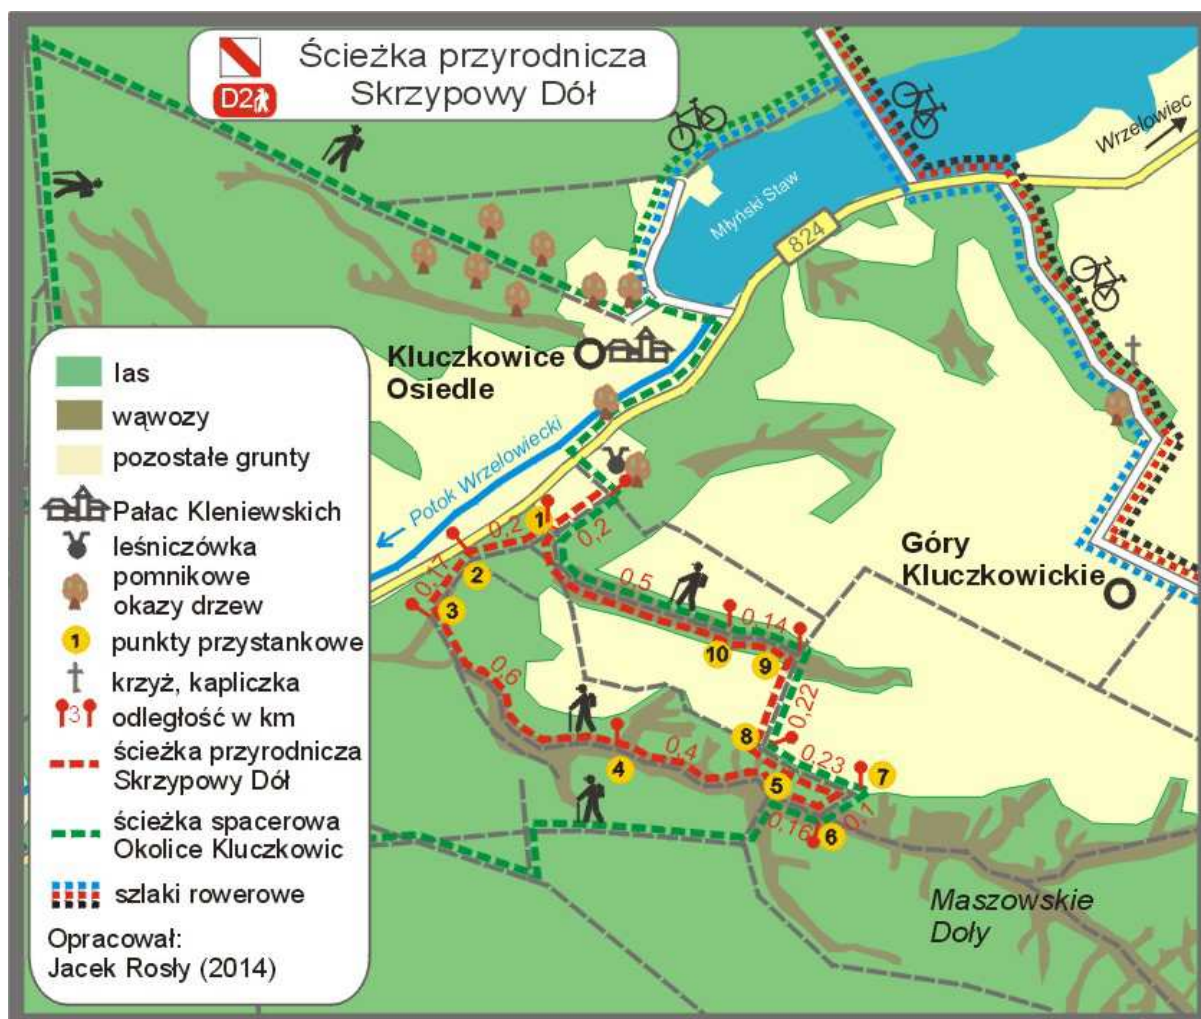 Ścieżka przyrodnicza
Skrzypowy Dół
D2
Wrzelowiec
Młyński Staw
824
Kluczkowice
Osiedle
Potok Wrzelowiecki
Góry
Kluczkowickie
las
wąwozy
pozostałe grunty
Pałac Kleniewskich
leśniczówka
pomnikowe
okazy drzew
1 punkty przystankowe
krzyż, kapliczka
3 odległość w km
ścieżka przyrodnicza
Skrzypowy Dół
ścieżka spacerowa
Okolice Kluczkowic
szlaki rowerowe
Opracował:
Jacek Rosły (2014)
1
0,2
0,2
2
0,17
3
0,5
0,14
10
9
0,6
0,22
8
4
0,4
0,23
7
5
0,16
0,1
6
Maszowskie
Doły